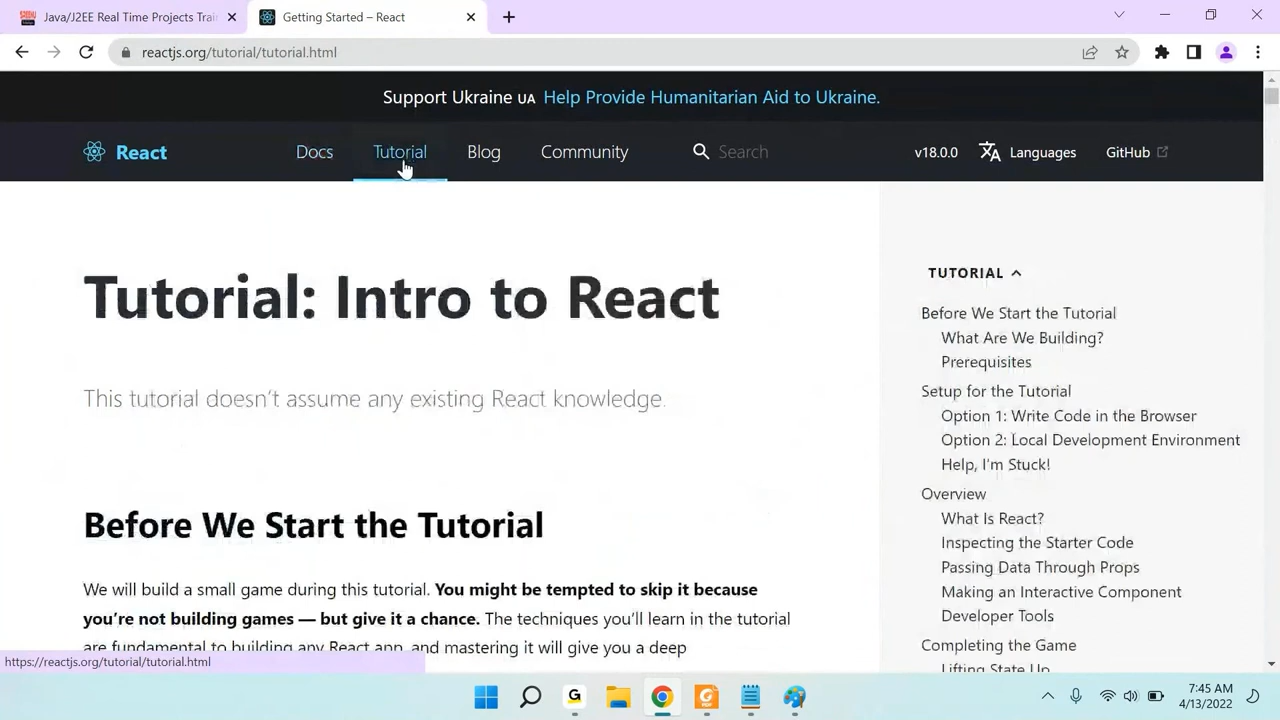 Java/J2EE Real Time Projects Trai
Getting Started – React
reactjs.org/tutorial/tutorial.html
Support Ukraine UA Help Provide Humanitarian Aid to Ukraine.
React
Docs
Tutorial
Blog
Community
Search
v18.0.0
Languages
GitHub
Tutorial: Intro to React
This tutorial doesn't assume any existing React knowledge.
Before We Start the Tutorial
We will build a small game during this tutorial. You might be tempted to skip it because
you're not building games — but give it a chance. The techniques you'll learn in the tutorial
are fundamental to building any React app, and mastering it will give you a deep
TUTORIAL
Before We Start the Tutorial
What Are We Building?
Prerequisites
Setup for the Tutorial
Option 1: Write Code in the Browser
Option 2: Local Development Environment
Help, I'm Stuck!
Overview
What Is React?
Inspecting the Starter Code
Passing Data Through Props
Making an Interactive Component
Developer Tools
Completing the Game
Lifting State Up
https://reactjs.org/tutorial/tutorial.html
G
PDF
7:45 AM
4/13/2022